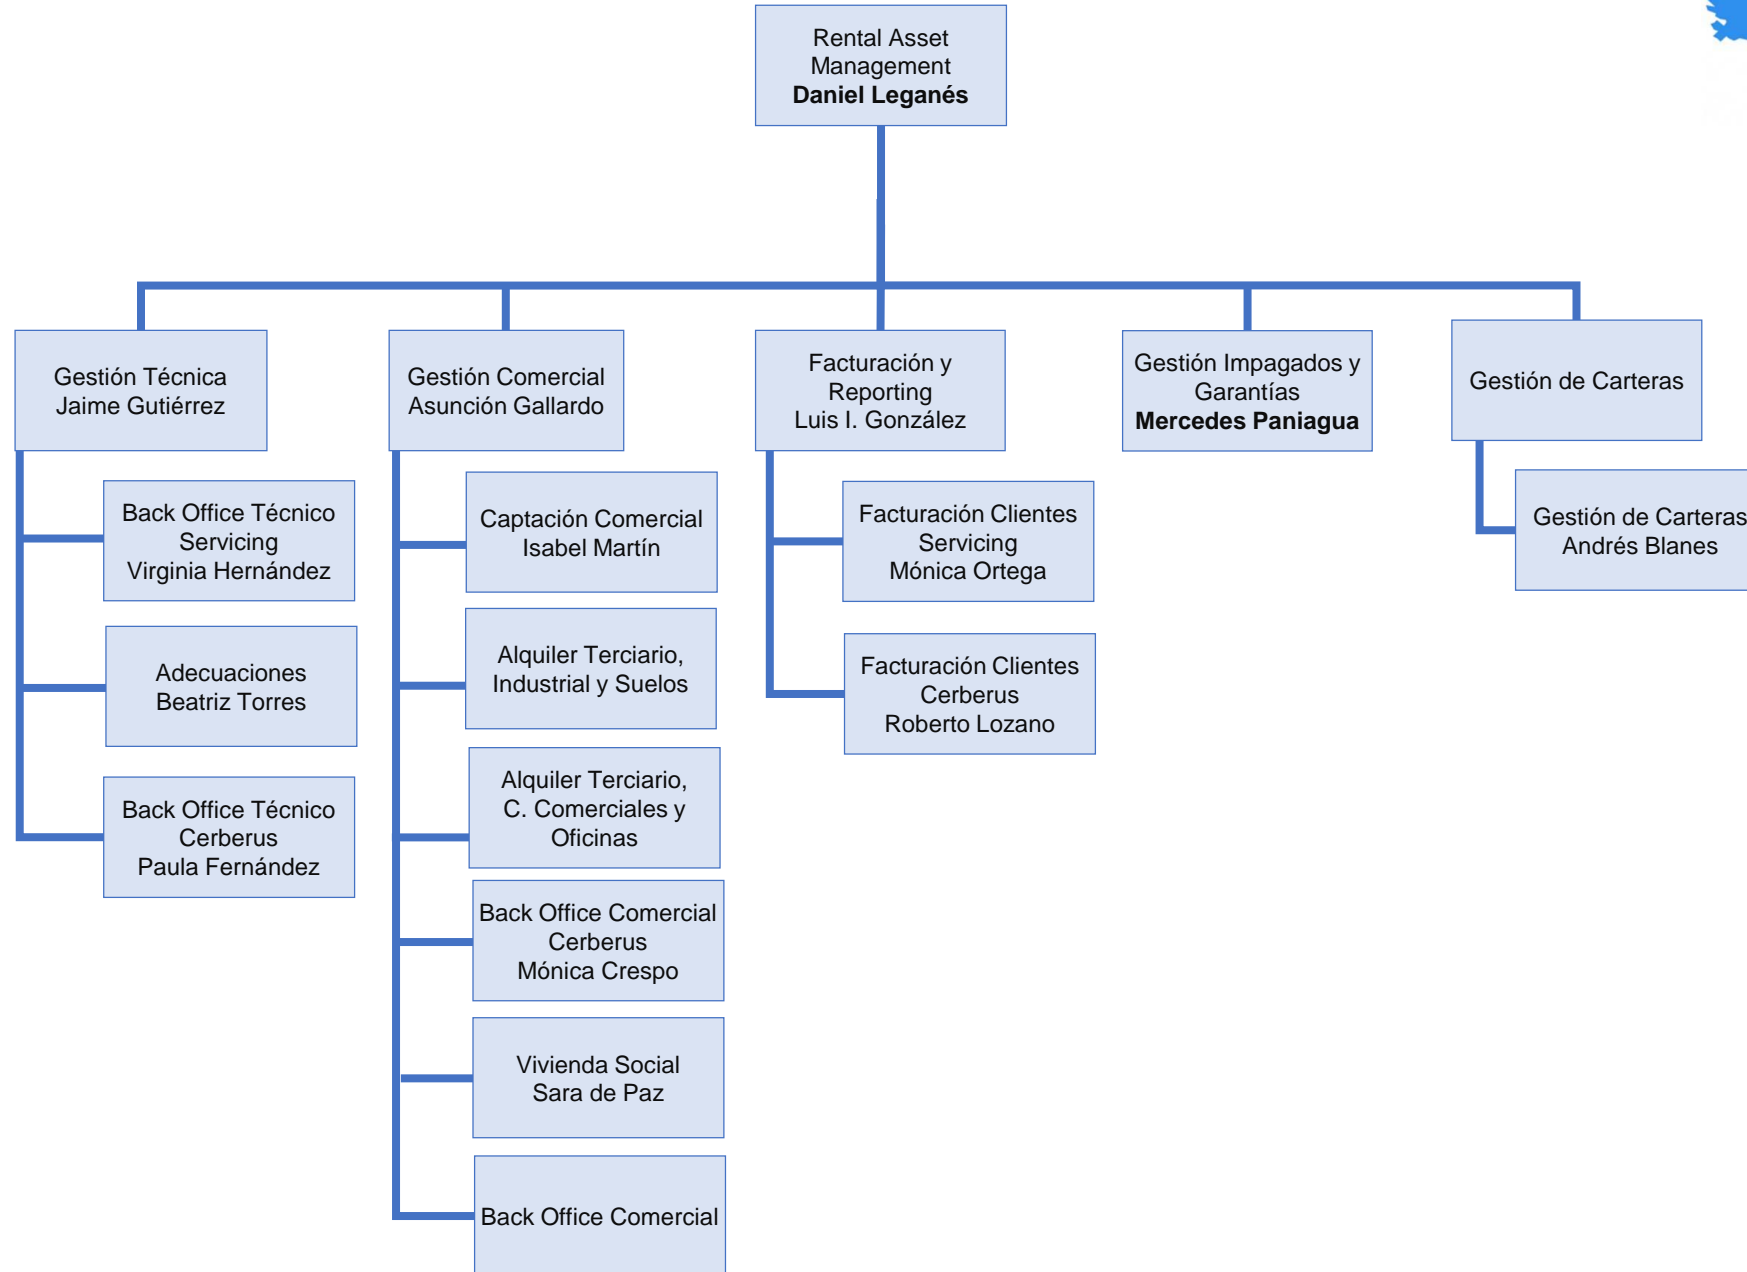 Rental Asset
Management
Daniel Leganés
Gestión Técnica
Jaime Gutiérrez
Gestión Comercial
Asunción Gallardo
Facturación y
Reporting
Luis I. González
Gestión Impagados y
Garantías
Mercedes Paniagua
Gestión de Carteras
Back Office Técnico
Servicing
Virginia Hernández
Adecuaciones
Beatriz Torres
Back Office Técnico
Cerberus
Paula Fernández
Captación Comercial
Isabel Martín
Alquiler Terciario,
Industrial y Suelos
Alquiler Terciario,
C. Comerciales y
Oficinas
Back Office Comercial
Cerberus
Mónica Crespo
Vivienda Social
Sara de Paz
Back Office Comercial
Facturación Clientes
Servicing
Mónica Ortega
Facturación Clientes
Cerberus
Roberto Lozano
Gestión de Carteras
Andrés Blanes